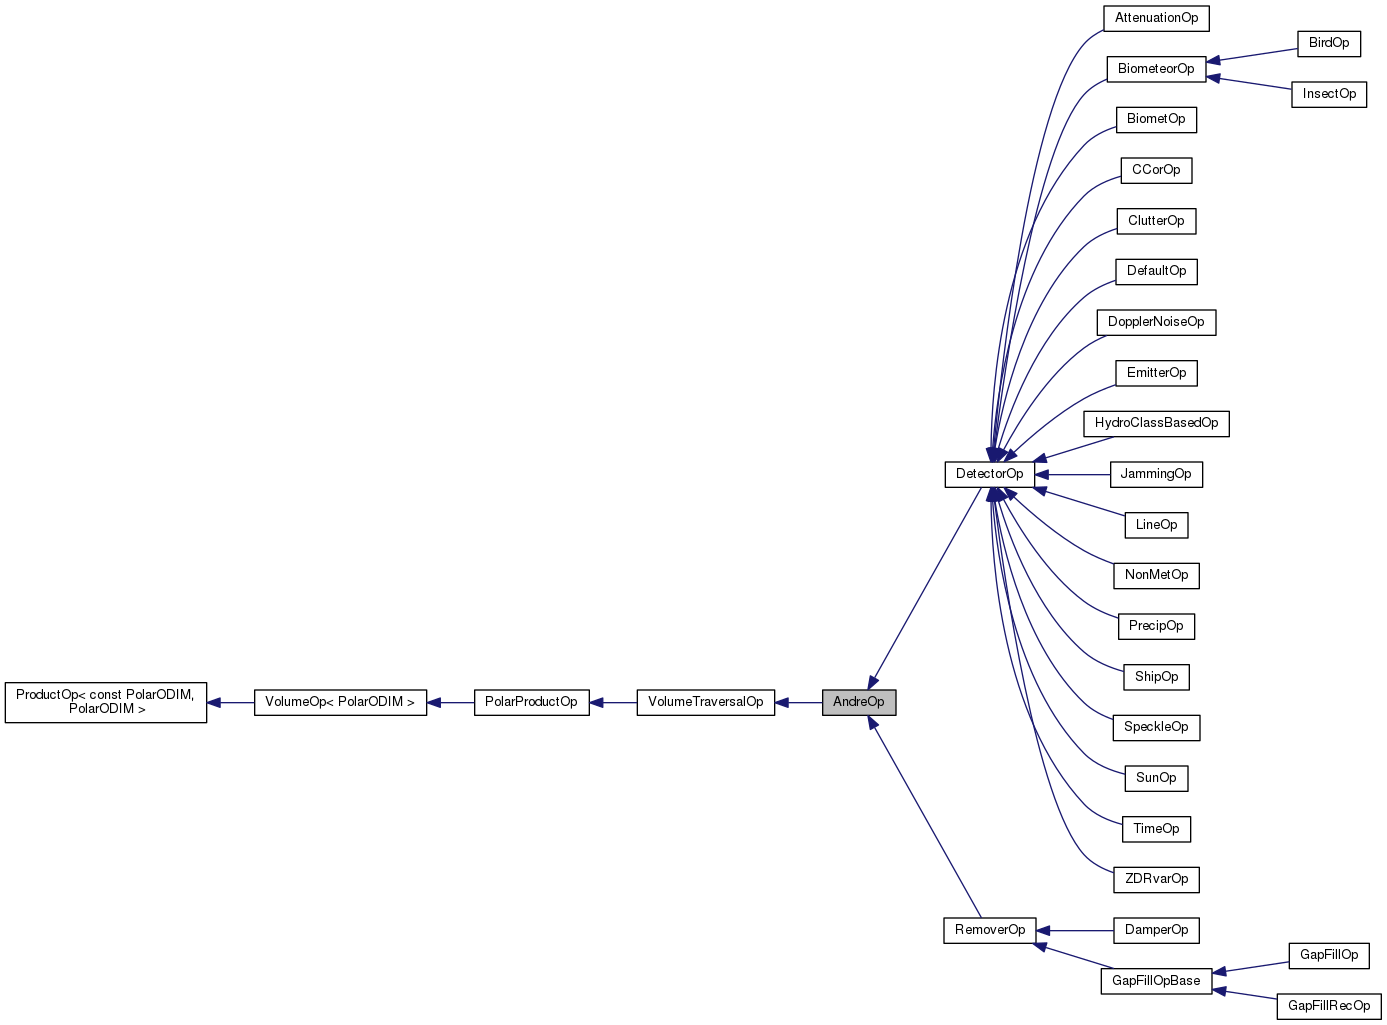 AttenuationOp
BiometeorOp
BirdOp
InsectOp
BiometOp
CCorOp
ClutterOp
DefaultOp
DopplerNoiseOp
EmitterOp
HydroClassBasedOp
DetectorOp
JammingOp
LineOp
NonMetOp
PrecipOp
ShipOp
ProductOp< const PolarODIM,
PolarODIM >
VolumeOp< PolarODIM >
PolarProductOp
VolumeTraversalOp
AndreOp
SpeckleOp
SunOp
TimeOp
ZDRvarOp
RemoverOp
DamperOp
GapFillOpBase
GapFillOp
GapFillRecOp